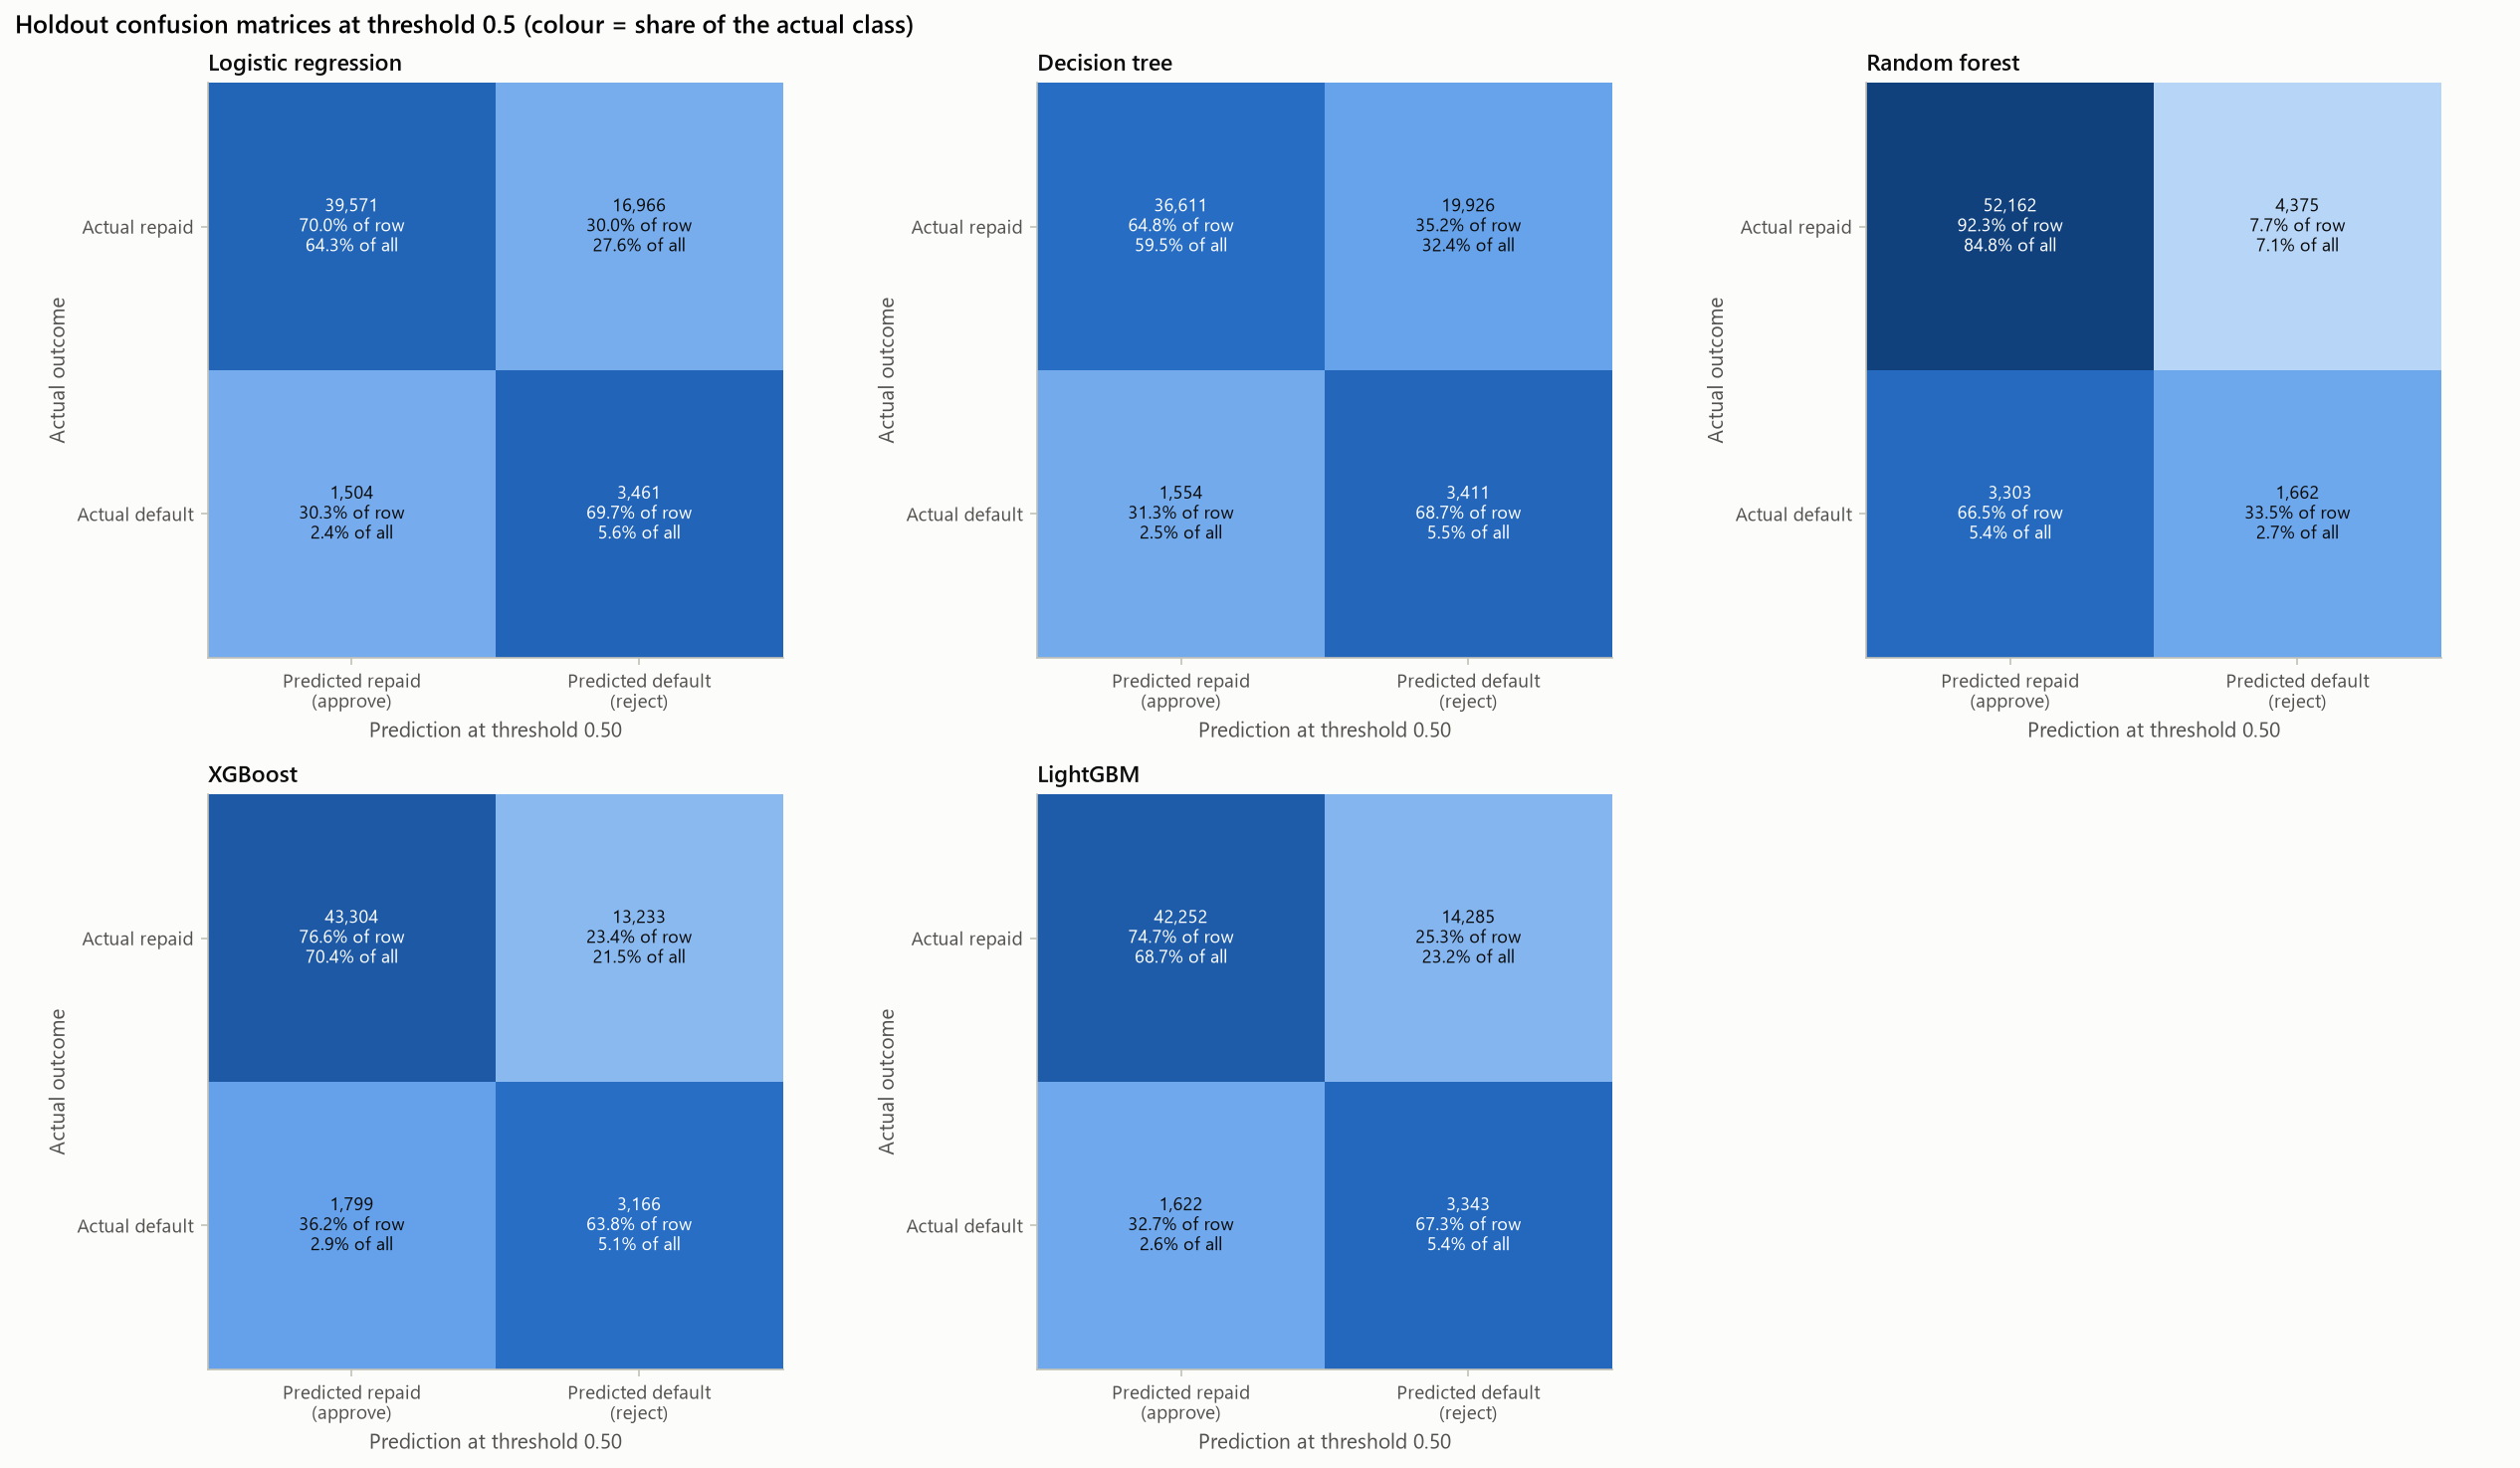 Holdout confusion matrices at threshold 0.5 (colour = share of the actual class)
Logistic regression
Actual outcome
Actual repaid
39,571
70.0% of row
64.3% of all
16,966
30.0% of row
27.6% of all
Actual default
1,504
30.3% of row
2.4% of all
3,461
69.7% of row
5.6% of all
Predicted repaid
(approve)
Predicted default
(reject)
Prediction at threshold 0.50
Decision tree
Actual outcome
Actual repaid
36,611
64.8% of row
59.5% of all
19,926
35.2% of row
32.4% of all
Actual default
1,554
31.3% of row
2.5% of all
3,411
68.7% of row
5.5% of all
Predicted repaid
(approve)
Predicted default
(reject)
Prediction at threshold 0.50
Random forest
Actual outcome
Actual repaid
52,162
92.3% of row
84.8% of all
4,375
7.7% of row
7.1% of all
Actual default
3,303
66.5% of row
5.4% of all
1,662
33.5% of row
2.7% of all
Predicted repaid
(approve)
Predicted default
(reject)
Prediction at threshold 0.50
XGBoost
Actual outcome
Actual repaid
43,304
76.6% of row
70.4% of all
13,233
23.4% of row
21.5% of all
Actual default
1,799
36.2% of row
2.9% of all
3,166
63.8% of row
5.1% of all
Predicted repaid
(approve)
Predicted default
(reject)
Prediction at threshold 0.50
LightGBM
Actual outcome
Actual repaid
42,252
74.7% of row
68.7% of all
14,285
25.3% of row
23.2% of all
Actual default
1,622
32.7% of row
2.6% of all
3,343
67.3% of row
5.4% of all
Predicted repaid
(approve)
Predicted default
(reject)
Prediction at threshold 0.50